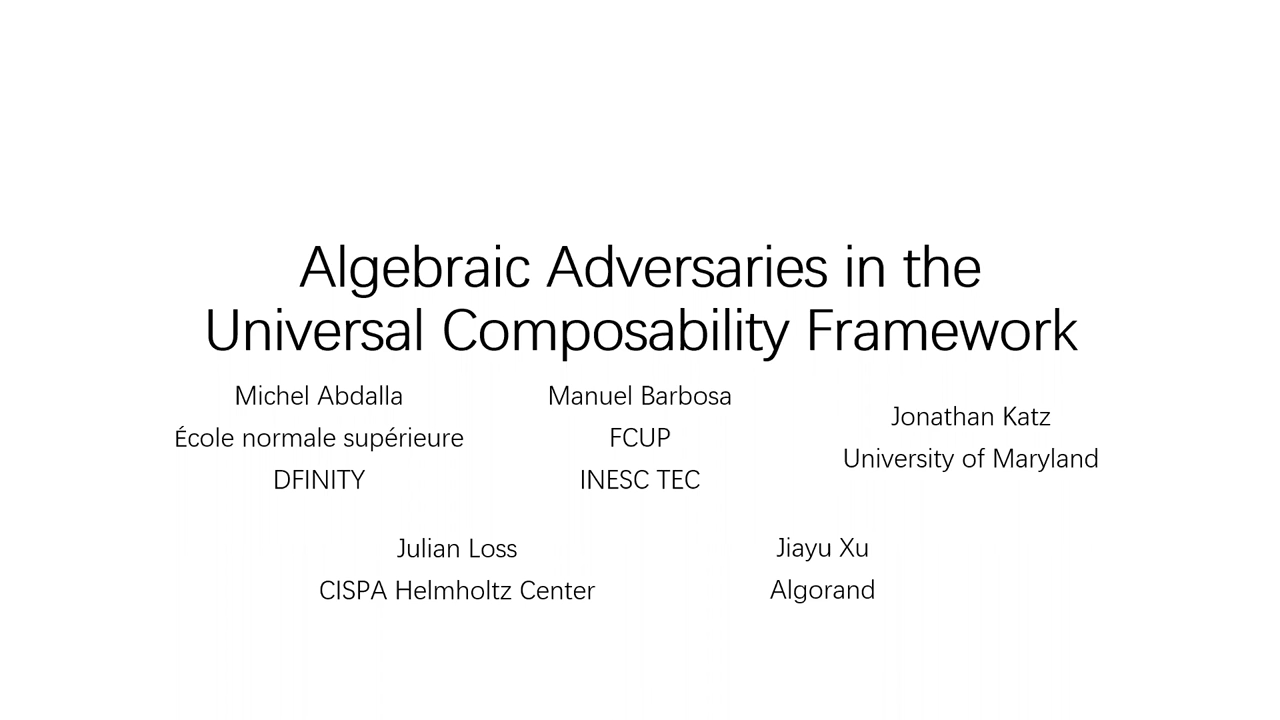 Algebraic Adversaries in the
Universal Composability Framework
Michel Abdalla
École normale supérieure
DFINITY
Manuel Barbosa
FCUP
INESC TEC
Jonathan Katz
University of Maryland
Julian Loss
CISPA Helmholtz Center
Jiayu Xu
Algorand